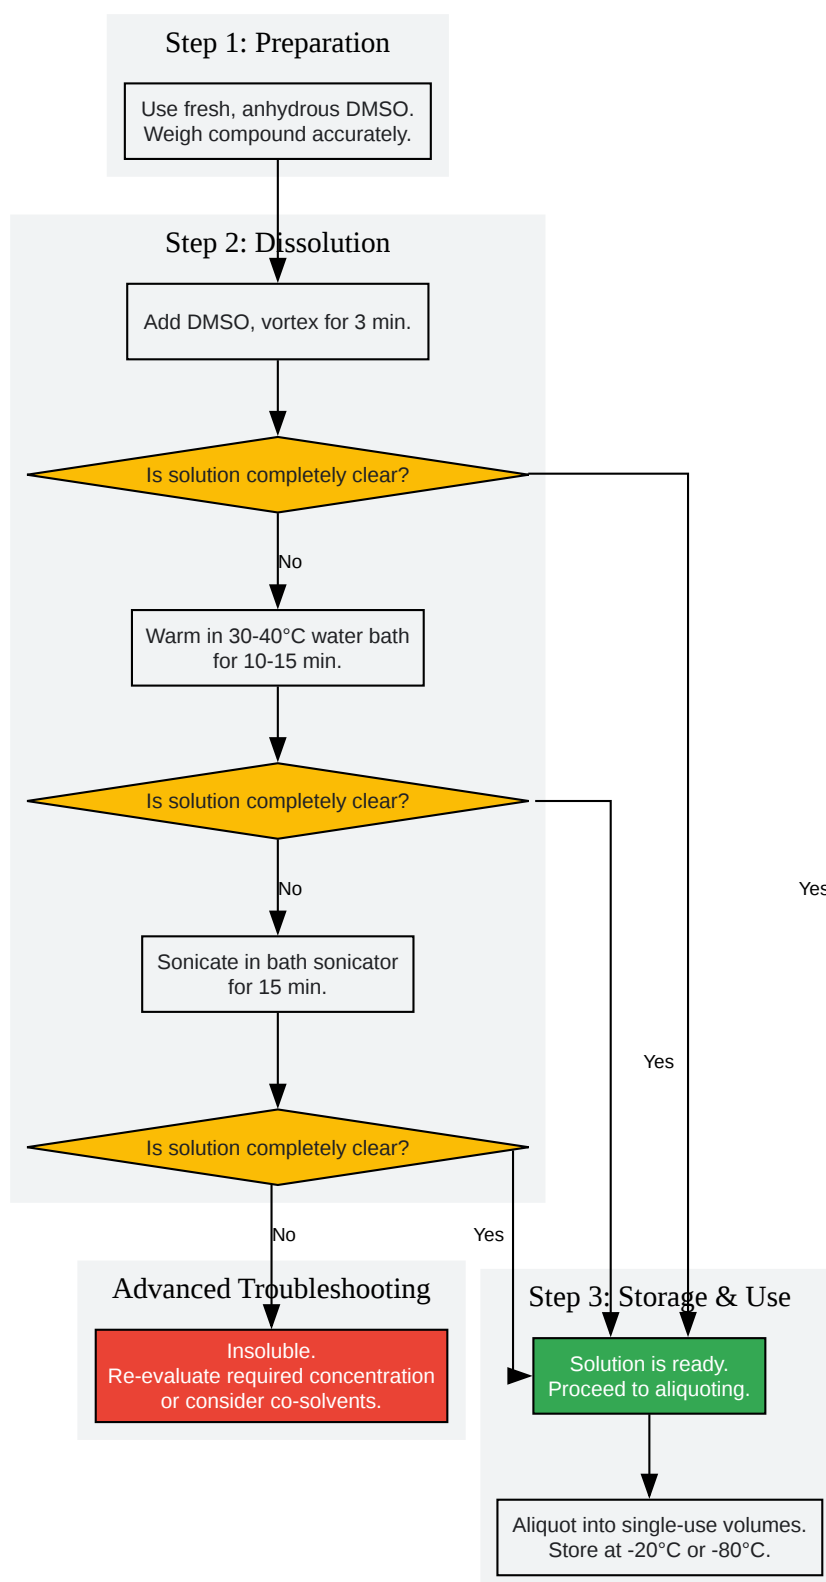 Step 1: Preparation
Use fresh, anhydrous DMSO.
Weigh compound accurately.
Step 2: Dissolution
Add DMSO, vortex for 3 min.
Is solution completely clear?
No
Warm in 30-40°C water bath
for 10-15 min.
Is solution completely clear?
No
Yes
Sonicate in bath sonicator
for 15 min.
Yes
Is solution completely clear?
No
Yes
Advanced Troubleshooting
Step 3: Storage & Use
Insoluble.
Re-evaluate required concentration
or consider co-solvents.
Solution is ready.
Proceed to aliquoting.
Aliquot into single-use volumes.
Store at -20°C or -80°C.